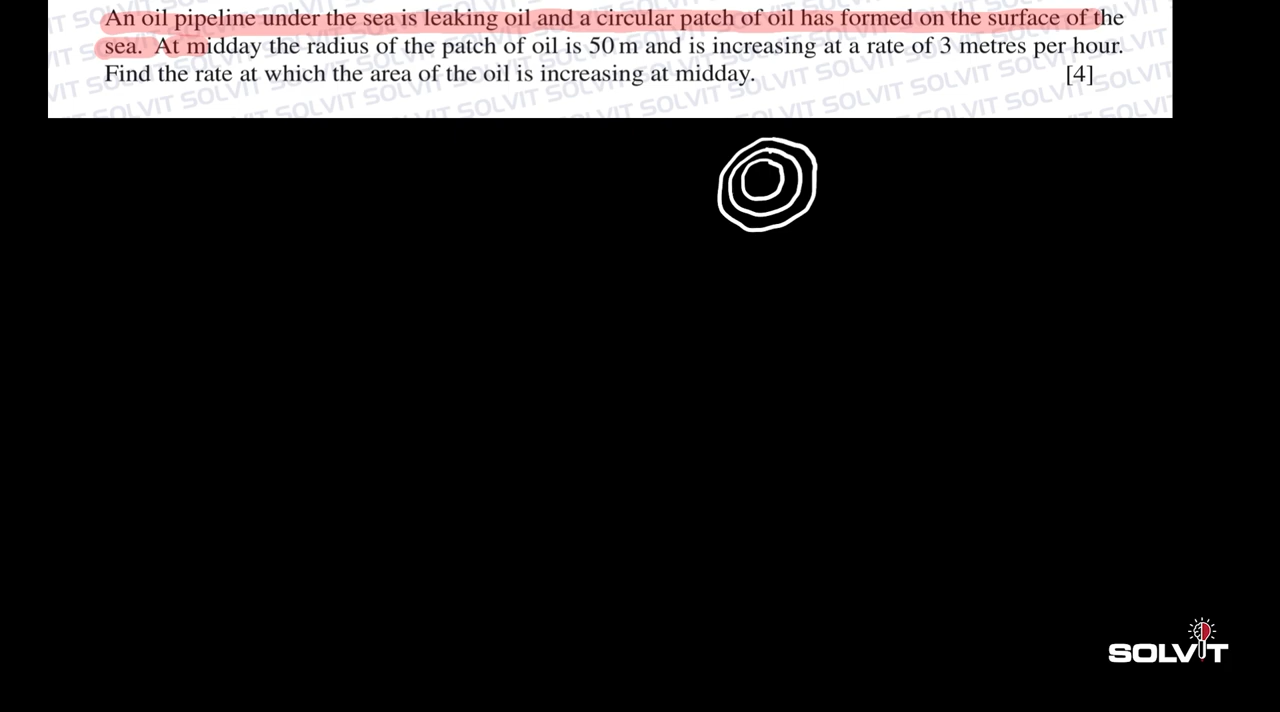 An oil pipeline under the sea is leaking oil and a circular patch of oil has formed on the surface of the
sea. At midday the radius of the patch of oil is 50 m and is increasing at a rate of 3 metres per hour.
Find the rate at which the area of the oil is increasing at midday. [4]
SOLVIT